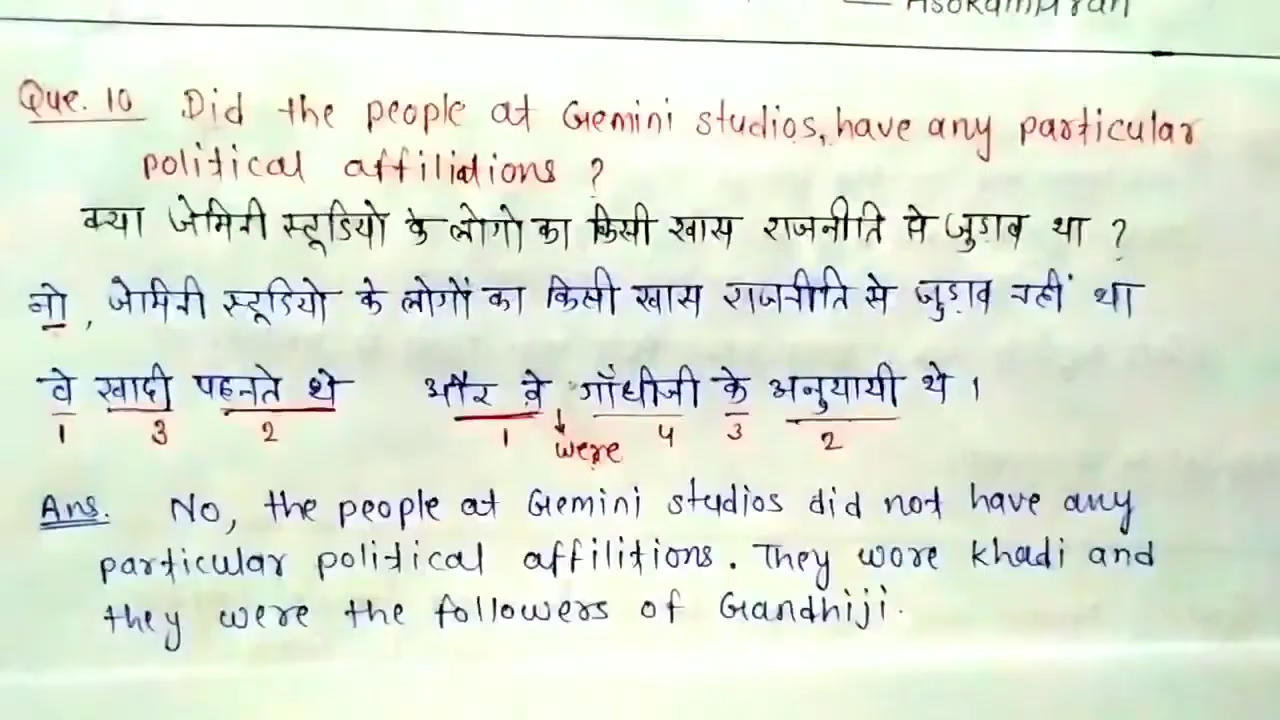 — Asokamitran
Que. 10 Did the people at Gemini studios, have any particular
political affiliations ?
क्या जेमिनी स्टूडियो के लोगो का किसी खास राजनीति से जुड़ाव था ?
नो, जेमिनी स्टूडियो के लोगों का किसी खास राजनीति से जुड़ाव नहीं था
वे खादी पहनते थे और वे गाँधीजी के अनुयायी थे ।
1 3 2 1 were 4 3 2
Ans. No, the people at Gemini studios did not have any
particular political affilitions. They wore khadi and
they were the followers of Gandhiji.